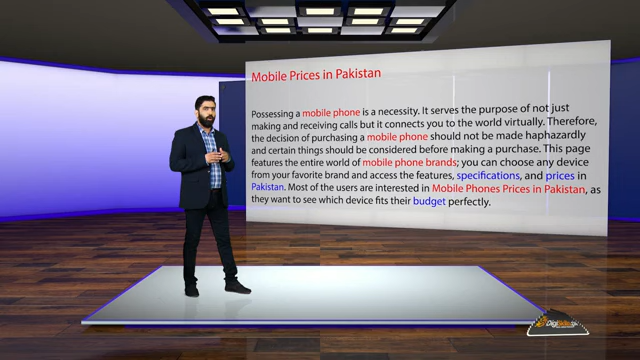 Mobile Prices in Pakistan
Possessing a mobile phone is a necessity. It serves the purpose of not just
making and receiving calls but it connects you to the world virtually. Therefore,
the decision of purchasing a mobile phone should not be made haphazardly
and certain things should be considered before making a purchase. This page
features the entire world of mobile phone brands; you can choose any device
from your favorite brand and access the features, specifications, and prices in
Pakistan. Most of the users are interested in Mobile Phones Prices in Pakistan, as
they want to see which device fits their budget perfectly.